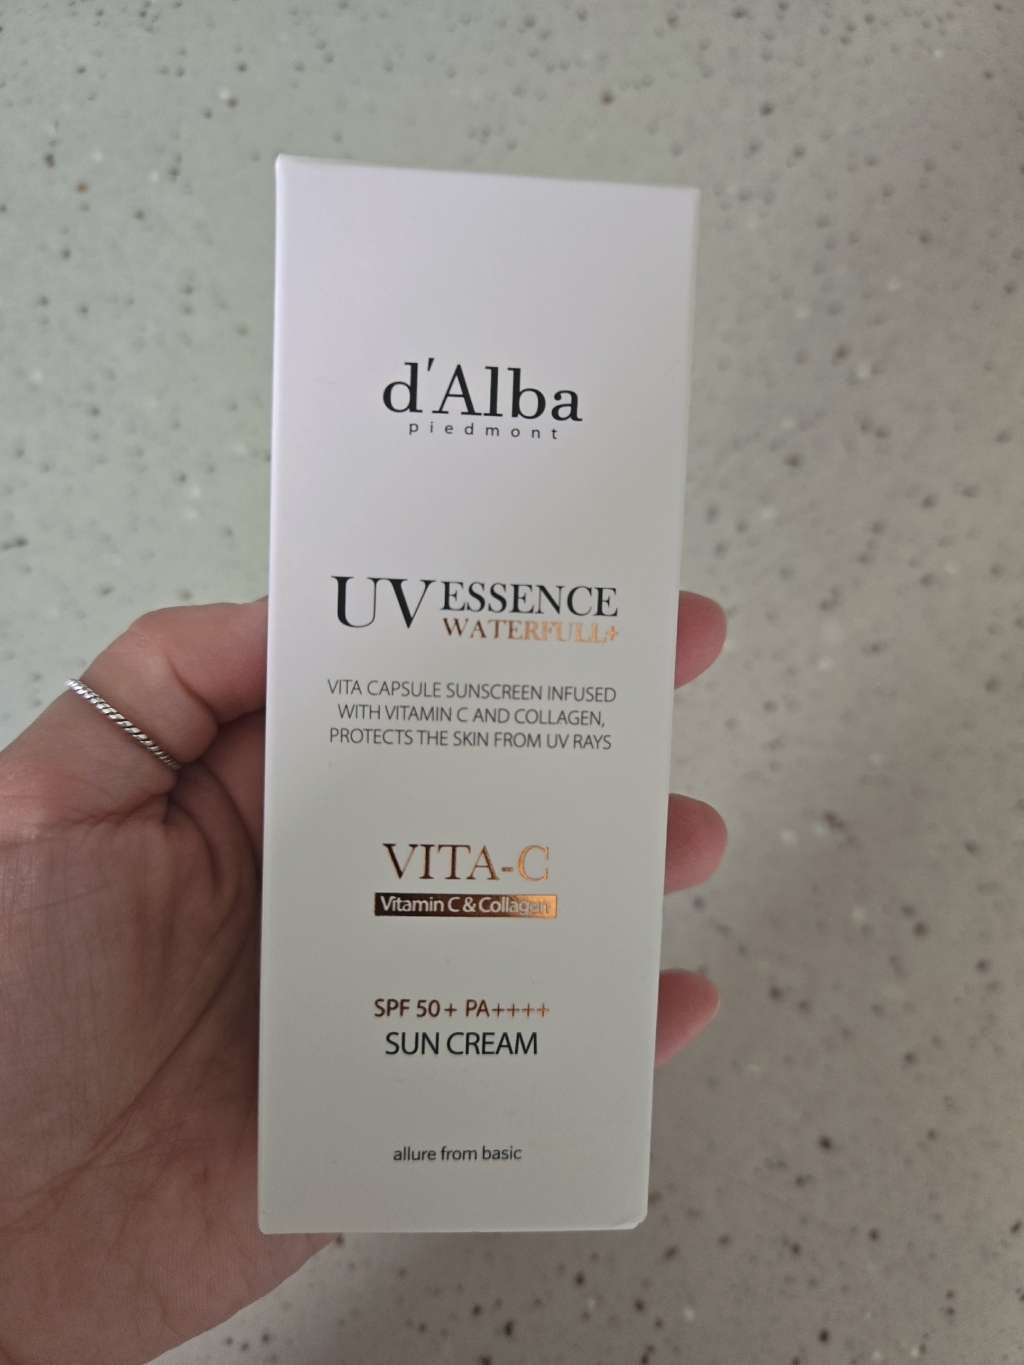 d'Alba
piedmont
UV ESSENCE
WATERFULL+
VITA CAPSULE SUNSCREEN INFUSED
WITH VITAMIN C AND COLLAGEN,
PROTECTS THE SKIN FROM UV RAYS
VITA-C
Vitamin C & Collagen
SPF 50+ PA++++
SUN CREAM
allure from basic